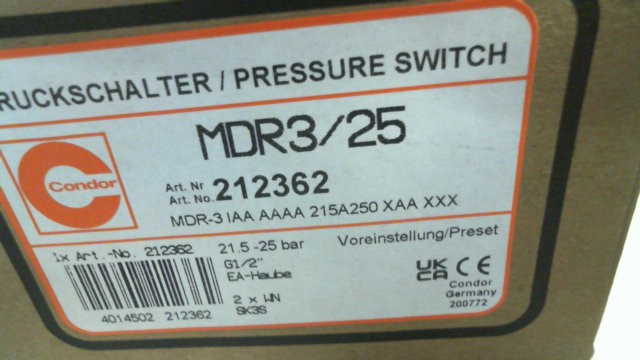 RUCKSCHALTER / PRESSURE SWITCH
MDR3/25
Condor
Art. Nr
Art. No. 212362
MDR-3 IAA AAAA 215A250 XAA XXX
1x Art.-No. 212362
4014502 212362
21.5 -25 bar
G1/2"
EA-Haube
2 x WN
SK3S
Voreinstellung/Preset
UK
CA CE
Condor
Germany
200772